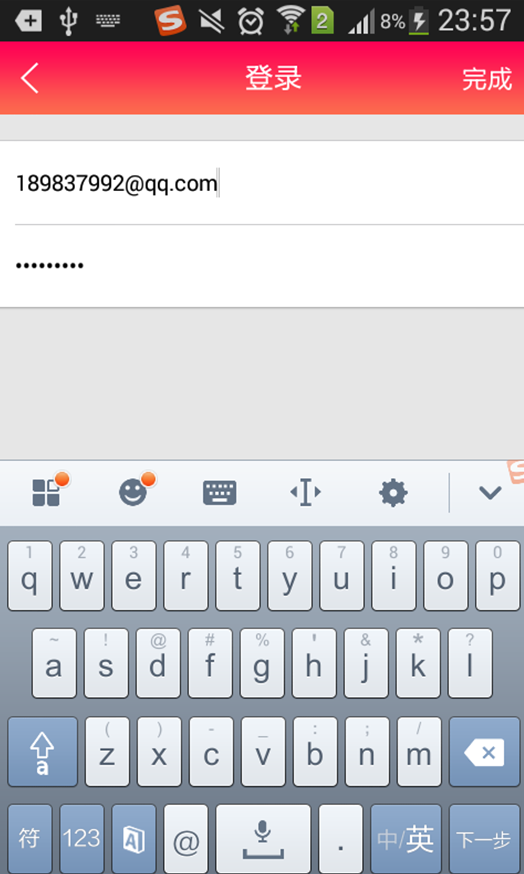 2 8% 23:57
登录 完成
189837992@qq.com
•••••••••
1 2 3 4 5 6 7 8 9 0
q w e r t y u i o p
~ ! @ # % ' & * ?
a s d f g h j k l
( ) - _ : ; /
a z x c v b n m
符 123 A @ . 中/英 下一步